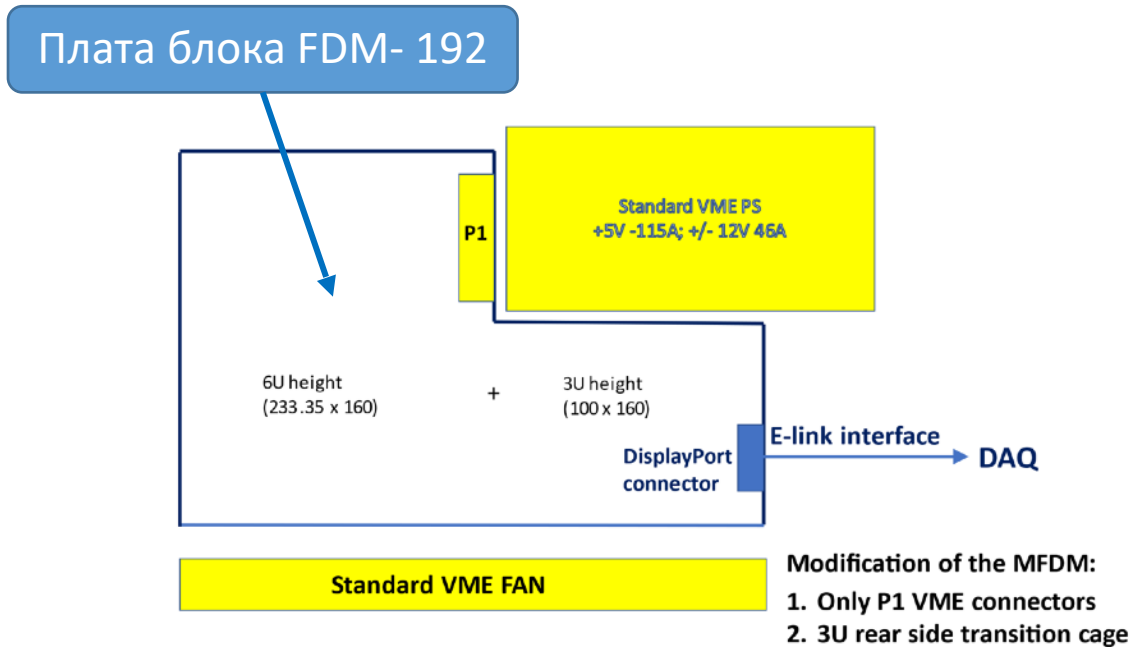 Плата блока FDM- 192
Standard VME PS
+5V -115A; +/- 12V 46A
P1
6U height
(233.35 x 160)
+
3U height
(100 x 160)
DisplayPort
connector
E-link interface
DAQ
Standard VME FAN
Modification of the MFDM:
1. Only P1 VME connectors
2. 3U rear side transition cage